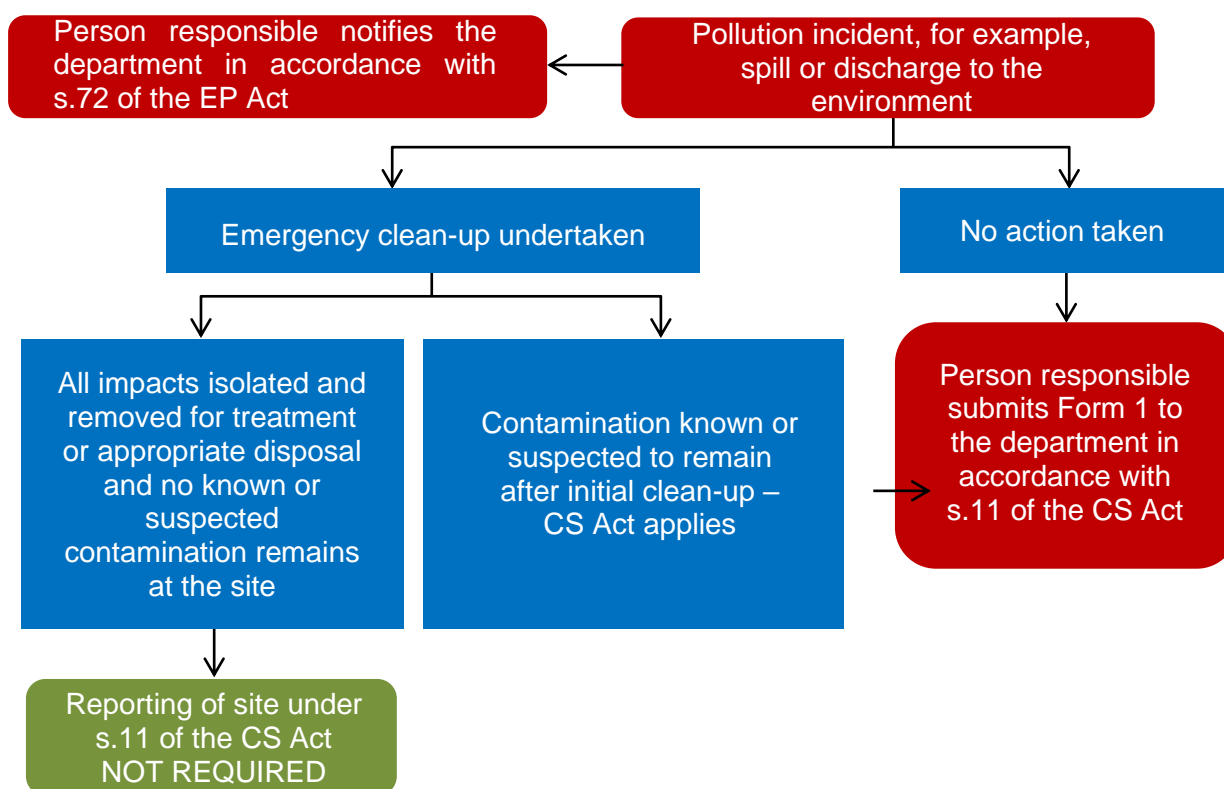 Person responsible notifies the
department in accordance with
s.72 of the EP Act
Pollution incident, for example,
spill or discharge to the
environment
Emergency clean-up undertaken
No action taken
All impacts isolated and
removed for treatment
or appropriate disposal
and no known or
suspected
contamination remains
at the site
Contamination known or
suspected to remain
after initial clean-up –
CS Act applies
Person responsible
submits Form 1 to
the department in
accordance with
s.11 of the CS Act
Reporting of site under
s.11 of the CS Act
NOT REQUIRED